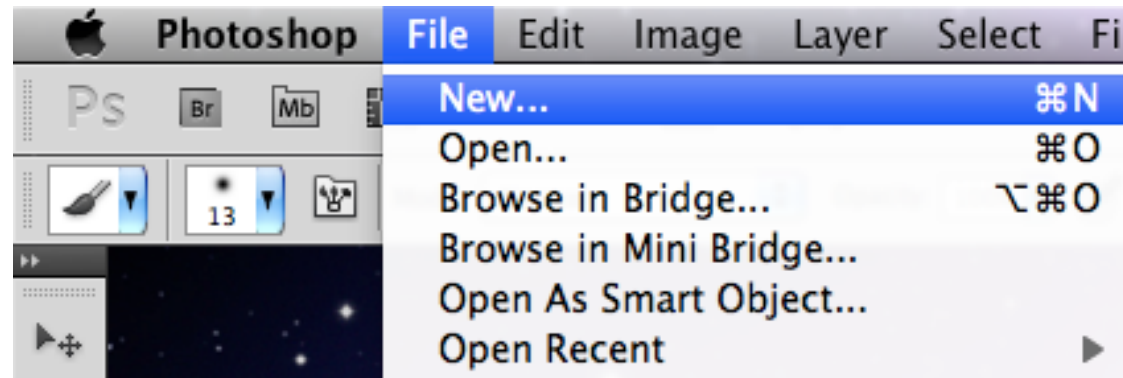 Photoshop File Edit Image Layer Select Fi
Ps Br Mb
New... ⌘N
Open... ⌘O
13
Browse in Bridge... ⌥⌘O
Browse in Mini Bridge...
Open As Smart Object...
Open Recent